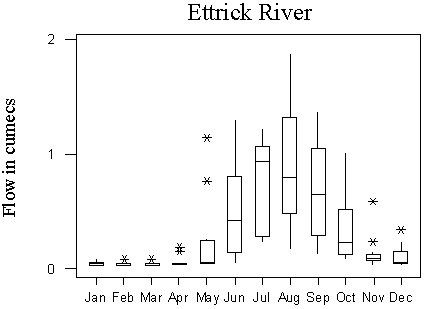 Ettrick River
Flow in cumecs
2
1
0
Jan Feb Mar Apr May Jun Jul Aug Sep Oct Nov Dec